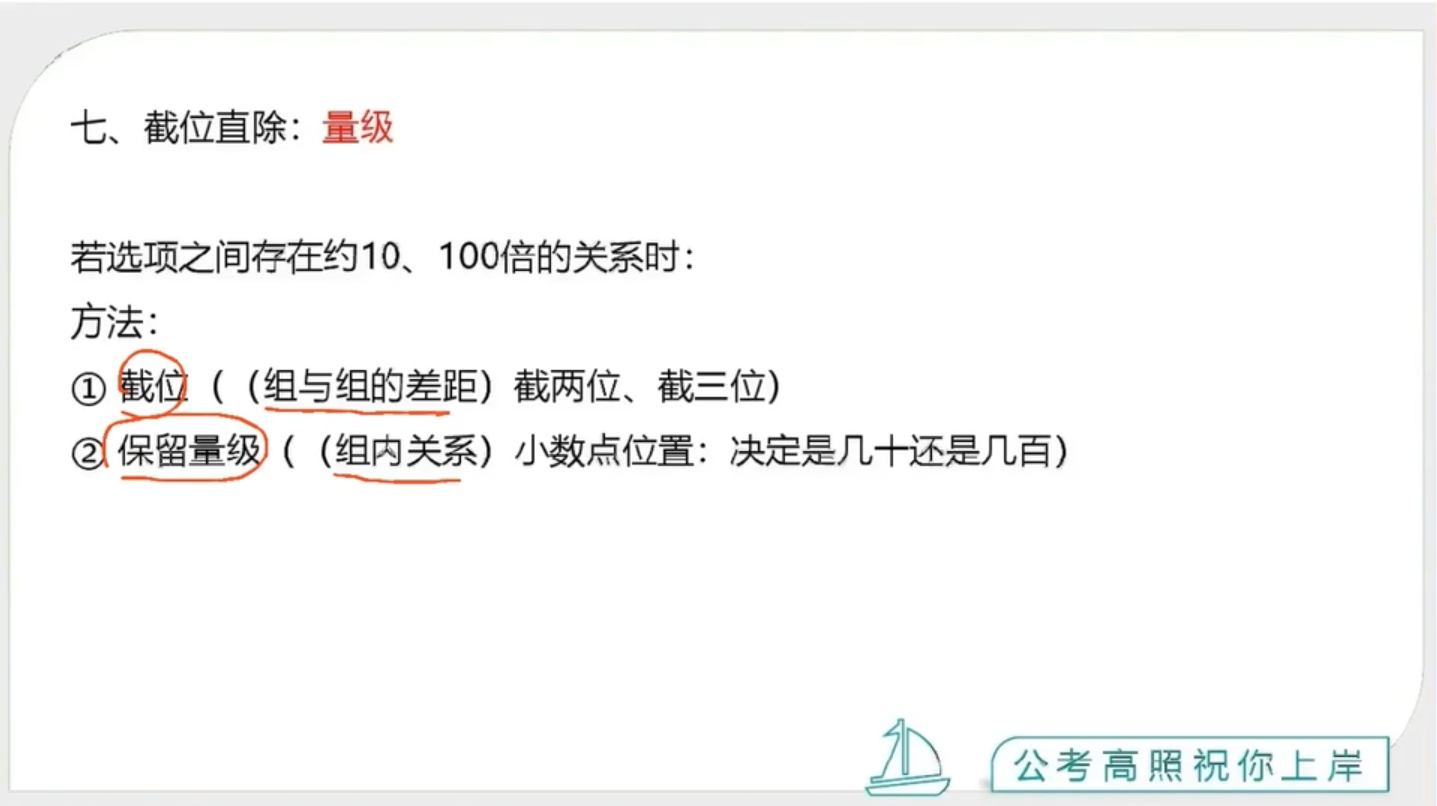 七、截位直除：量级
若选项之间存在约10、100倍的关系时：
方法：
① 截位（（组与组的差距）截两位、截三位）
② 保留量级（（组内关系）小数点位置：决定是几十还是几百）
公考高照祝你上岸